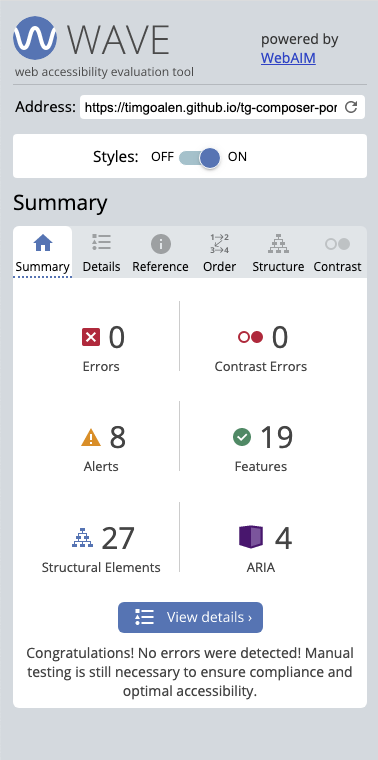 WAVE
web accessibility evaluation tool
powered by
WebAIM
Address: https://timgoalen.github.io/tg-composer-por
Styles: OFF ON
Summary
Summary Details Reference Order Structure Contrast
0
Errors
0
Contrast Errors
8
Alerts
19
Features
27
Structural Elements
4
ARIA
View details ›
Congratulations! No errors were detected! Manual
testing is still necessary to ensure compliance and
optimal accessibility.